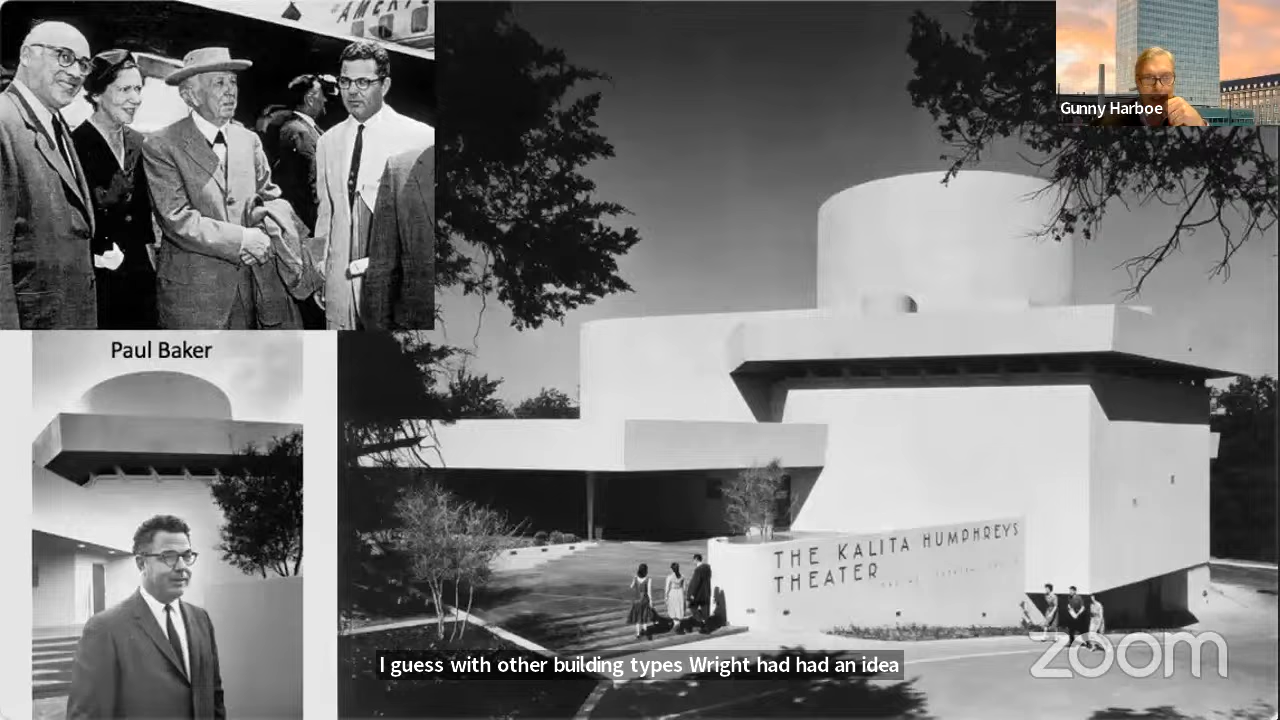 AMERI
Gunny Harboe
Paul Baker
THE KALITA HUMPHREYS
THEATER
I guess with other building types Wright had had an idea
zoom